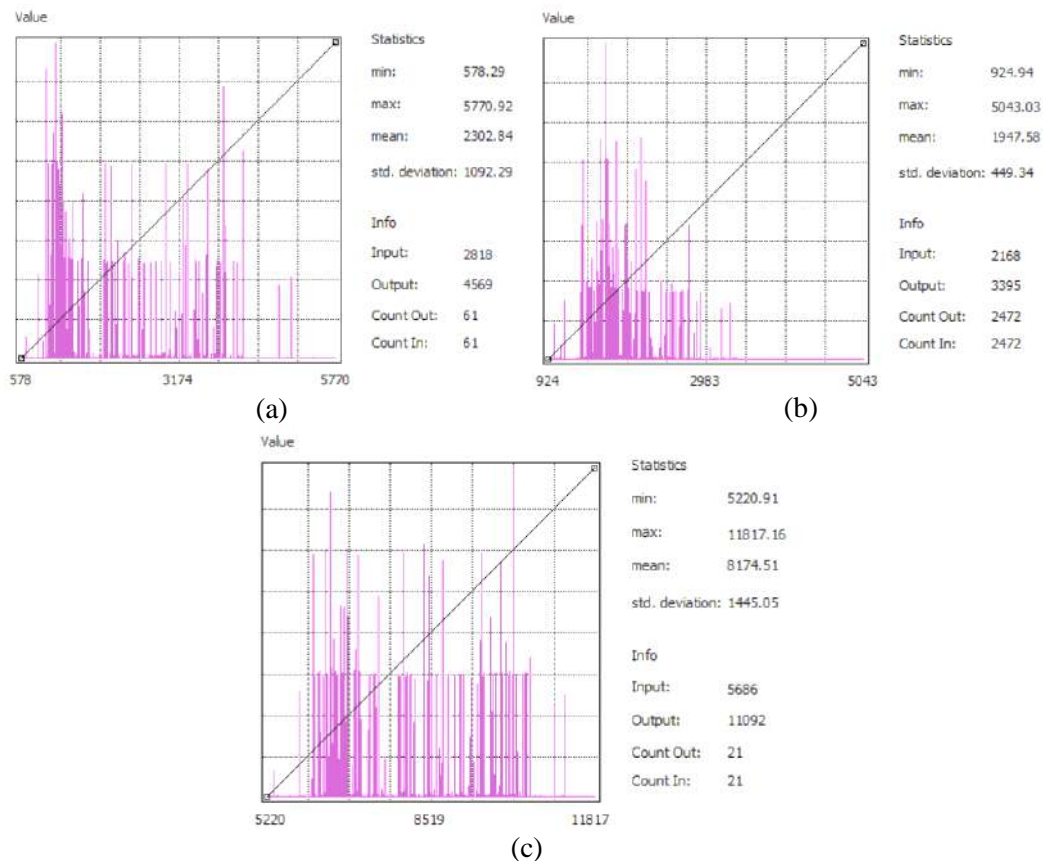 Value
Statistics
min: 578.29
max: 5770.92
mean: 2302.84
std. deviation: 1092.29
Info
Input: 2818
Output: 4569
Count Out: 61
Count In: 61
578 3174 5770
(a)
Value
Statistics
min: 924.94
max: 5043.03
mean: 1947.58
std. deviation: 449.34
Info
Input: 2168
Output: 3395
Count Out: 2472
Count In: 2472
924 2983 5043
(b)
Value
Statistics
min: 5220.91
max: 11817.16
mean: 8174.51
std. deviation: 1445.05
Info
Input: 5686
Output: 11092
Count Out: 21
Count In: 21
5220 8519 11817
(c)